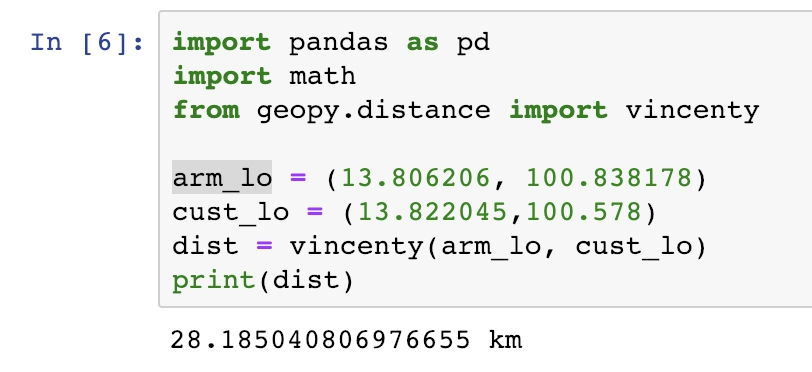 In [6]: import pandas as pd
import math
from geopy.distance import vincenty
arm_lo = (13.806206, 100.838178)
cust_lo = (13.822045,100.578)
dist = vincenty(arm_lo, cust_lo)
print(dist)
28.185040806976655 km